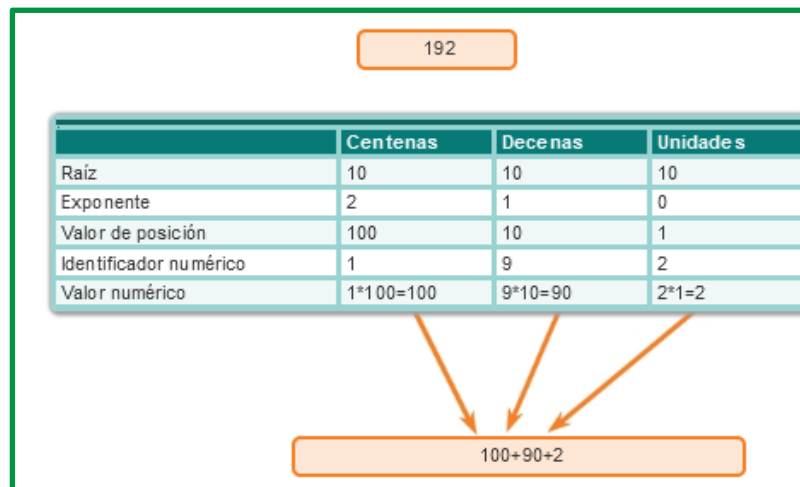 192
Centenas Decenas Unidades
Raíz 10 10 10
Exponente 2 1 0
Valor de posición 100 10 1
Identificador numérico 1 9 2
Valor numérico 1*100=100 9*10=90 2*1=2
100+90+2